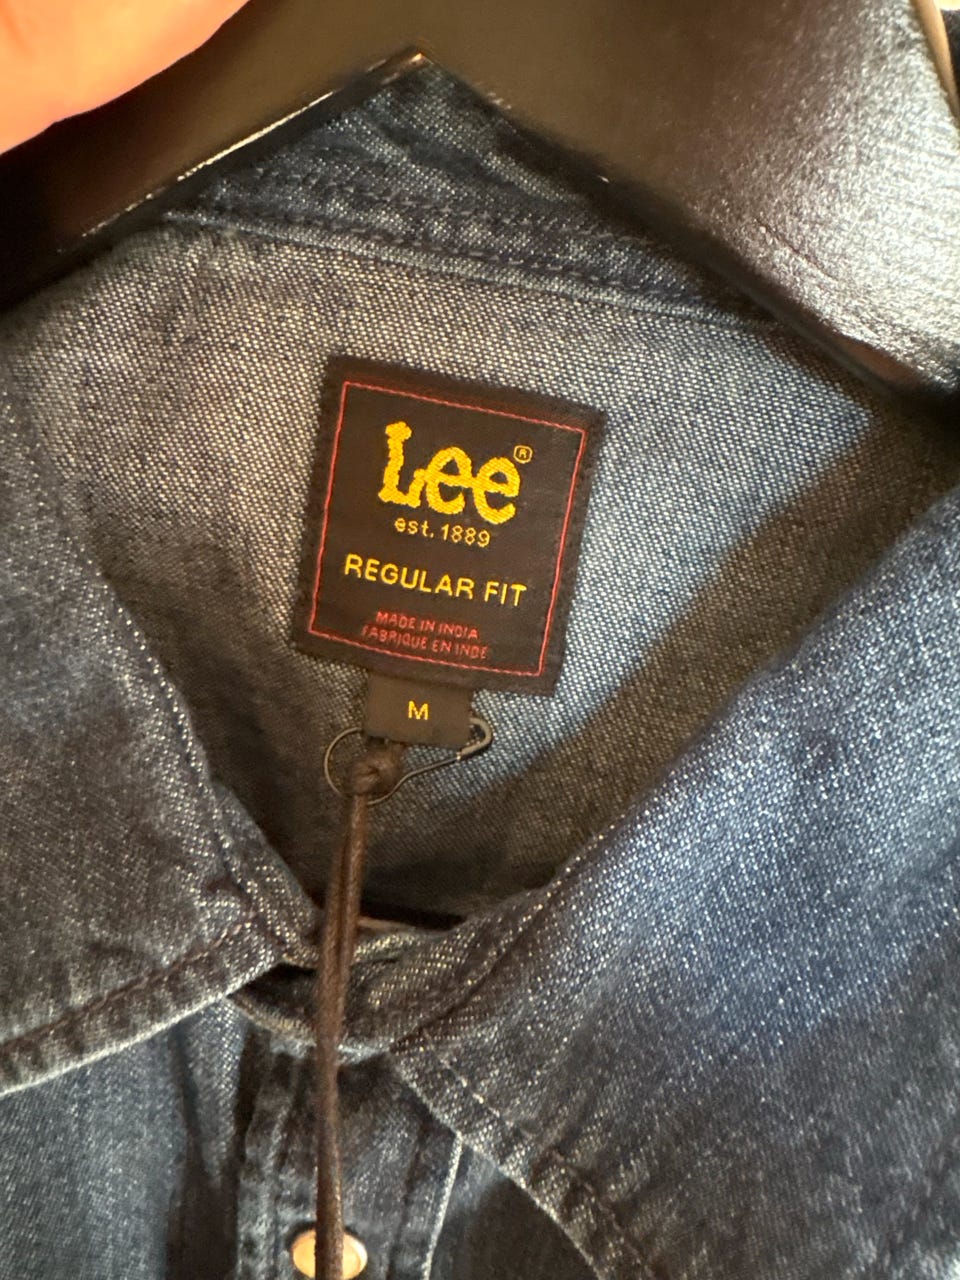 Lee®
est. 1889
REGULAR FIT
MADE IN INDIA
FABRIQUE EN INDE
M